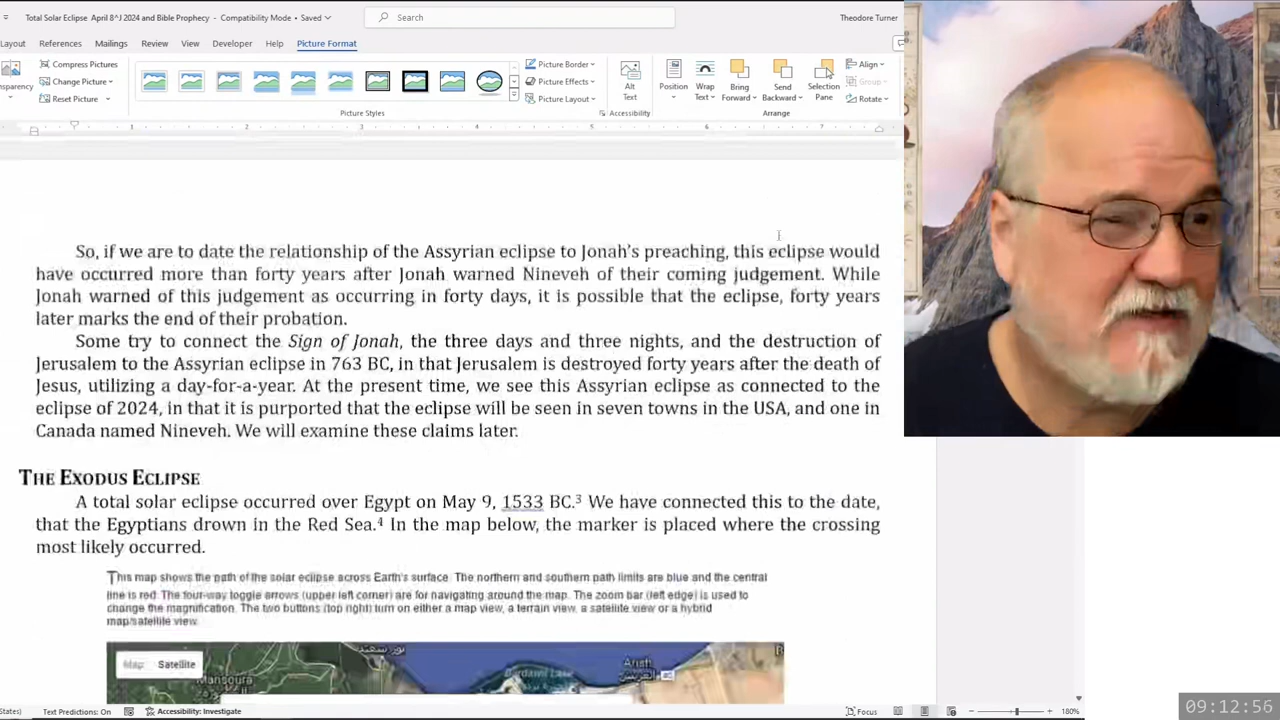 Total Solar Eclipse April 8^J 2024 and Bible Prophecy - Compatibility Mode • Saved
Search
Theodore Turner
Layout References Mailings Review View Developer Help Picture Format
Compress Pictures
Change Picture
Reset Picture
Picture Border
Picture Effects
Picture Layout
Alt Text
Position
Wrap Text
Bring Forward
Send Backward
Selection Pane
Align
Group
Rotate
Picture Styles
Accessibility
Arrange
1 2 3 4 5 6 7
So, if we are to date the relationship of the Assyrian eclipse to Jonah's preaching, this eclipse would
have occurred more than forty years after Jonah warned Nineveh of their coming judgement. While
Jonah warned of this judgement as occurring in forty days, it is possible that the eclipse, forty years
later marks the end of their probation.
Some try to connect the Sign of Jonah, the three days and three nights, and the destruction of
Jerusalem to the Assyrian eclipse in 763 BC, in that Jerusalem is destroyed forty years after the death of
Jesus, utilizing a day-for-a-year. At the present time, we see this Assyrian eclipse as connected to the
eclipse of 2024, in that it is purported that the eclipse will be seen in seven towns in the USA, and one in
Canada named Nineveh. We will examine these claims later.
THE EXODUS ECLIPSE
A total solar eclipse occurred over Egypt on May 9, 1533 BC.³ We have connected this to the date,
that the Egyptians drown in the Red Sea.⁴ In the map below, the marker is placed where the crossing
most likely occurred.
This map shows the path of the solar eclipse across Earth's surface. The northern and southern path limits are blue and the central
line is red. The four-way toggle arrows (upper left corner) are for navigating around the map. The zoom bar (left edge) is used to
change the magnification. The two buttons (top right) turn on either a map view, a terrain view, a satellite view or a hybrid
map/satellite view.
Map Satellite
بور سعيد
Mansoura
Bardawil Lake
Arish
العريش
States) Text Predictions: On Accessibility: Investigate
Focus
180%
09:12:56